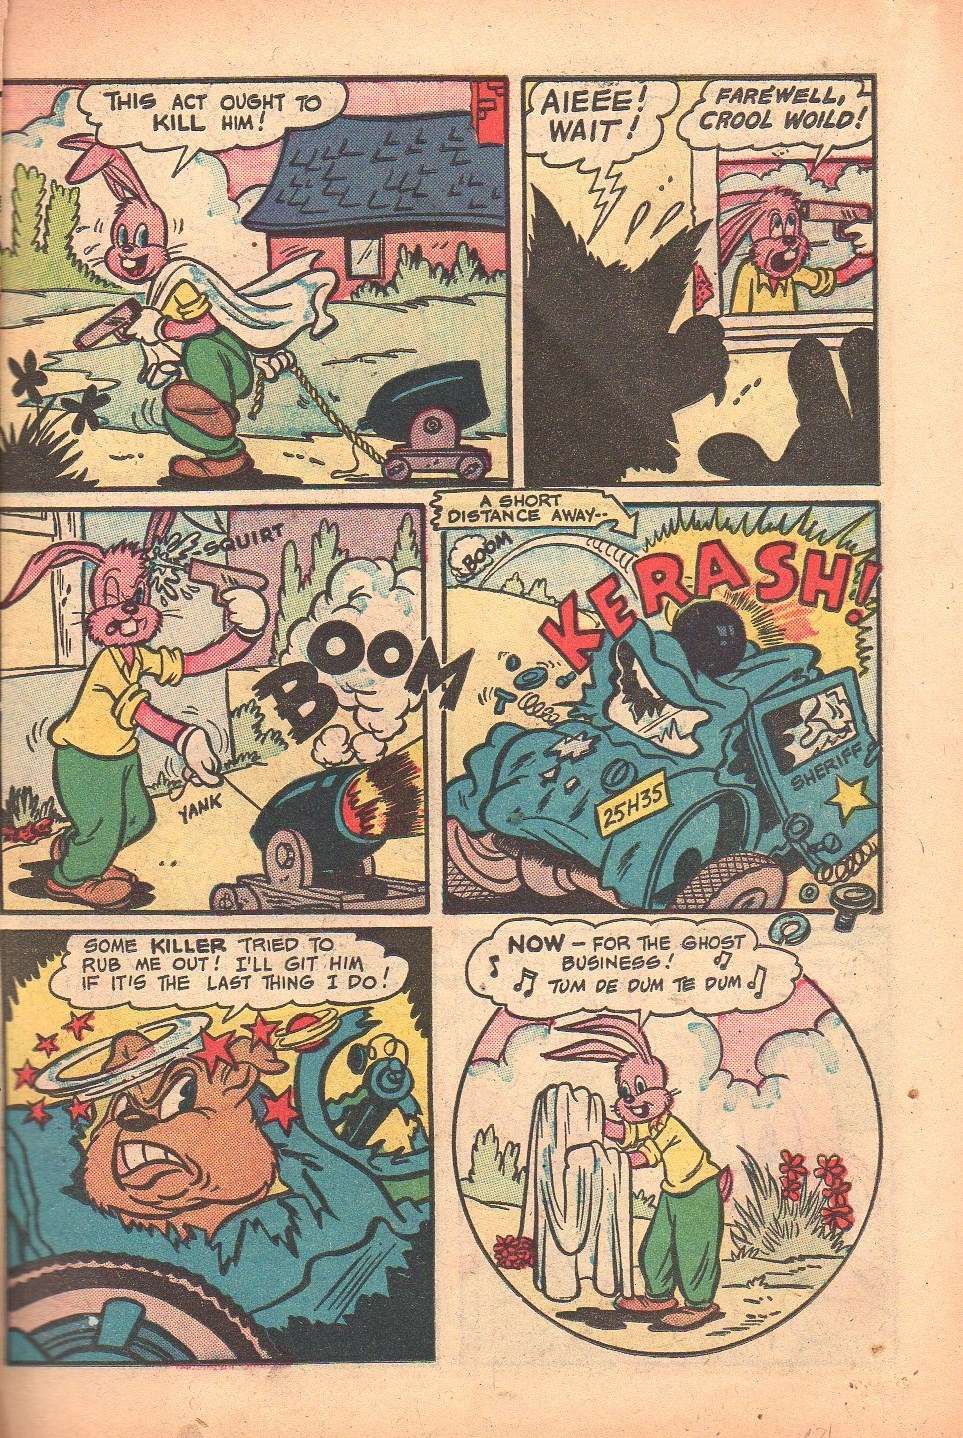 THIS ACT OUGHT TO
KILL HIM!
AIEEE!
WAIT!
FAREWELL,
CROOL WOILD!
SQUIRT
BOOM
YANK
A SHORT
DISTANCE AWAY--
BOOM
KERASH!
SHERIFF
25H35
SOME KILLER TRIED TO
RUB ME OUT! I'LL GIT HIM
IF IT'S THE LAST THING I DO!
NOW - FOR THE GHOST
BUSINESS!
TUM DE DUM TE DUM